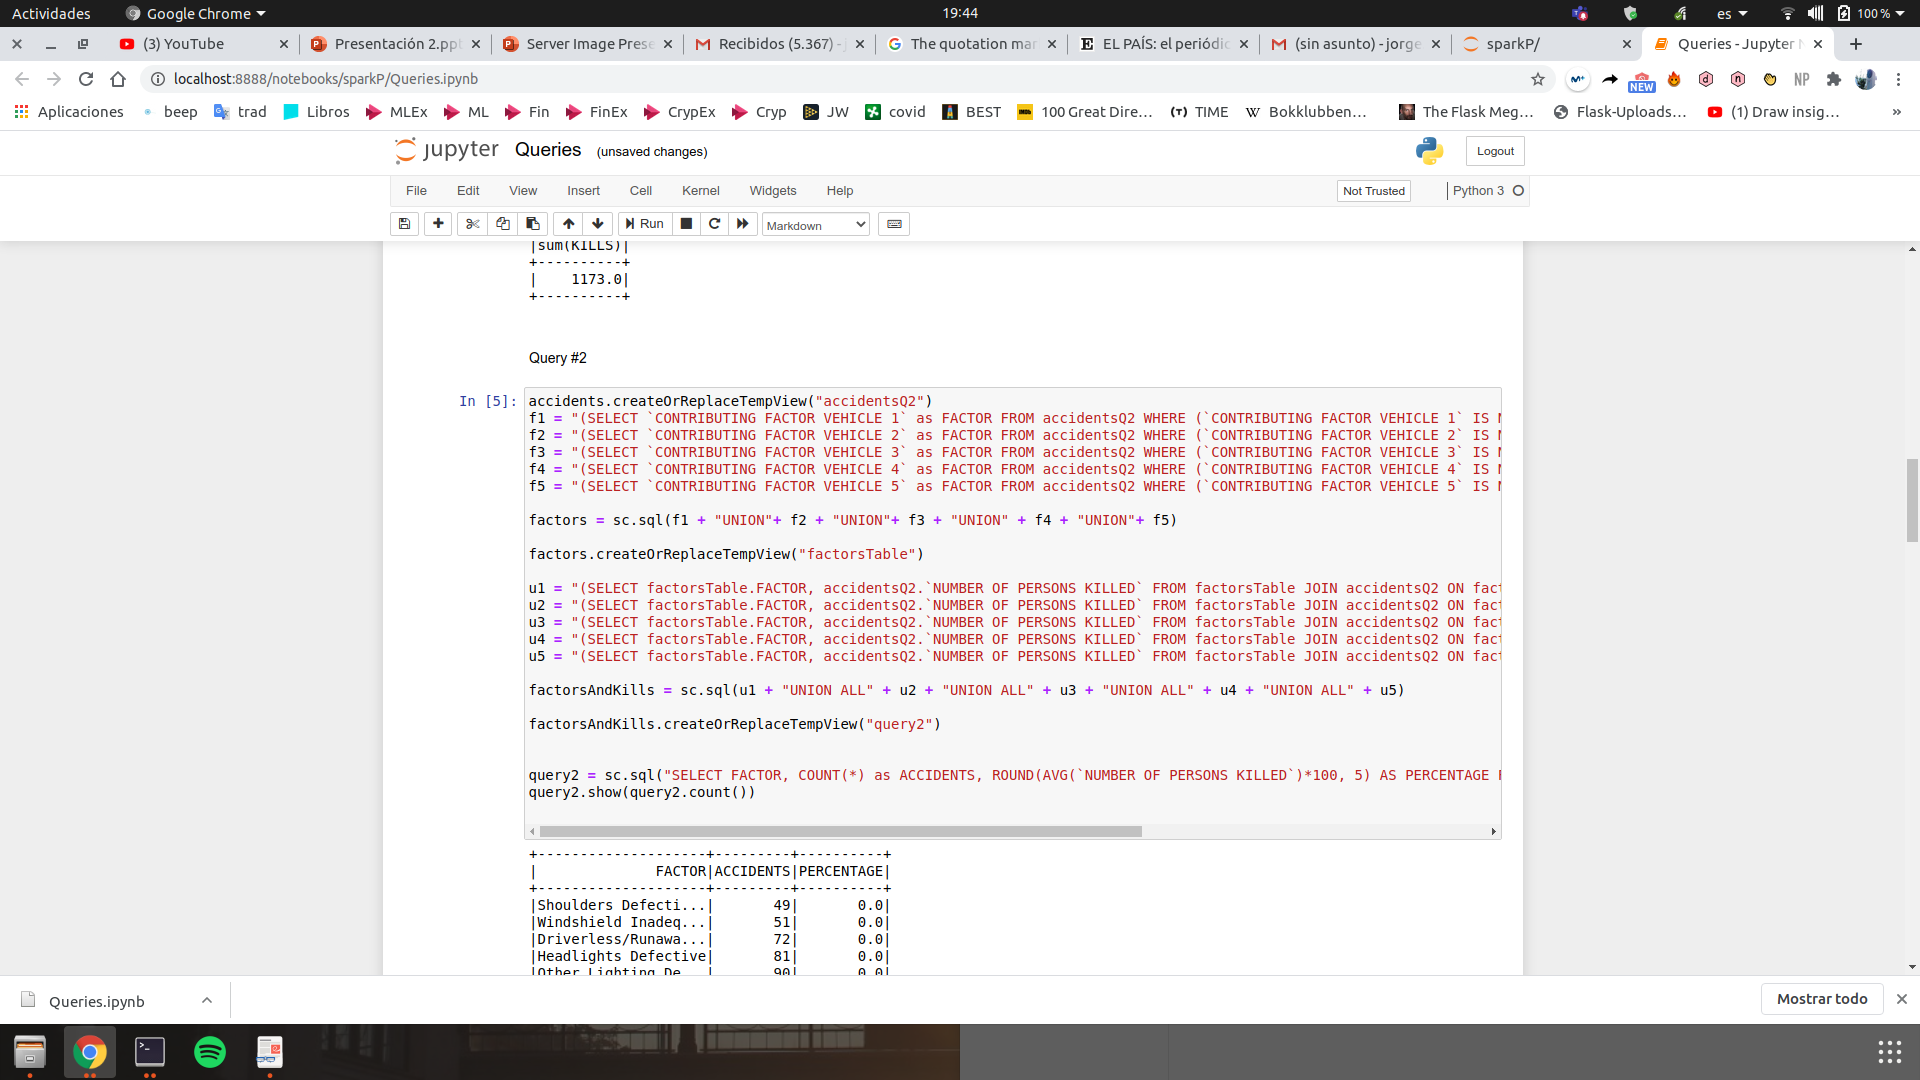 Actividades
Google Chrome
19:44
es
100 %
(3) YouTube
Presentación 2.ppt
Server Image Prese
Recibidos (5.367) - j
The quotation mar
EL PAÍS: el periódic
(sin asunto) - jorge
sparkP/
Queries - Jupyter N
localhost:8888/notebooks/sparkP/Queries.ipynb
NEW
NP
Aplicaciones
beep
trad
Libros
MLEx
ML
Fin
FinEx
CrypEx
Cryp
JW
covid
BEST
100 Great Dire…
TIME
Bokklubben…
The Flask Meg…
Flask-Uploads…
(1) Draw insig…
»
jupyter
Queries
(unsaved changes)
Logout
File
Edit
View
Insert
Cell
Kernel
Widgets
Help
Not Trusted
Python 3
Run
Markdown
|sum(KILLS)|
+----------+
|    1173.0|
+----------+
Query #2
In [5]:
accidents.createOrReplaceTempView("accidentsQ2")
f1 = "(SELECT `CONTRIBUTING FACTOR VEHICLE 1` as FACTOR FROM accidentsQ2 WHERE (`CONTRIBUTING FACTOR VEHICLE 1` IS N
f2 = "(SELECT `CONTRIBUTING FACTOR VEHICLE 2` as FACTOR FROM accidentsQ2 WHERE (`CONTRIBUTING FACTOR VEHICLE 2` IS N
f3 = "(SELECT `CONTRIBUTING FACTOR VEHICLE 3` as FACTOR FROM accidentsQ2 WHERE (`CONTRIBUTING FACTOR VEHICLE 3` IS N
f4 = "(SELECT `CONTRIBUTING FACTOR VEHICLE 4` as FACTOR FROM accidentsQ2 WHERE (`CONTRIBUTING FACTOR VEHICLE 4` IS N
f5 = "(SELECT `CONTRIBUTING FACTOR VEHICLE 5` as FACTOR FROM accidentsQ2 WHERE (`CONTRIBUTING FACTOR VEHICLE 5` IS N
factors = sc.sql(f1 + "UNION"+ f2 + "UNION"+ f3 + "UNION" + f4 + "UNION"+ f5)
factors.createOrReplaceTempView("factorsTable")
u1 = "(SELECT factorsTable.FACTOR, accidentsQ2.`NUMBER OF PERSONS KILLED` FROM factorsTable JOIN accidentsQ2 ON fact
u2 = "(SELECT factorsTable.FACTOR, accidentsQ2.`NUMBER OF PERSONS KILLED` FROM factorsTable JOIN accidentsQ2 ON fact
u3 = "(SELECT factorsTable.FACTOR, accidentsQ2.`NUMBER OF PERSONS KILLED` FROM factorsTable JOIN accidentsQ2 ON fact
u4 = "(SELECT factorsTable.FACTOR, accidentsQ2.`NUMBER OF PERSONS KILLED` FROM factorsTable JOIN accidentsQ2 ON fact
u5 = "(SELECT factorsTable.FACTOR, accidentsQ2.`NUMBER OF PERSONS KILLED` FROM factorsTable JOIN accidentsQ2 ON fact
factorsAndKills = sc.sql(u1 + "UNION ALL" + u2 + "UNION ALL" + u3 + "UNION ALL" + u4 + "UNION ALL" + u5)
factorsAndKills.createOrReplaceTempView("query2")
query2 = sc.sql("SELECT FACTOR, COUNT(*) as ACCIDENTS, ROUND(AVG(`NUMBER OF PERSONS KILLED`)*100, 5) AS PERCENTAGE F
query2.show(query2.count())
+--------------------+---------+----------+
|              FACTOR|ACCIDENTS|PERCENTAGE|
+--------------------+---------+----------+
|Shoulders Defecti...|       49|       0.0|
|Windshield Inadeq...|       51|       0.0|
|Driverless/Runawa...|       72|       0.0|
|Headlights Defective|       81|       0.0|
|Other Lighting De...|       90|       0.0|
Queries.ipynb
Mostrar todo